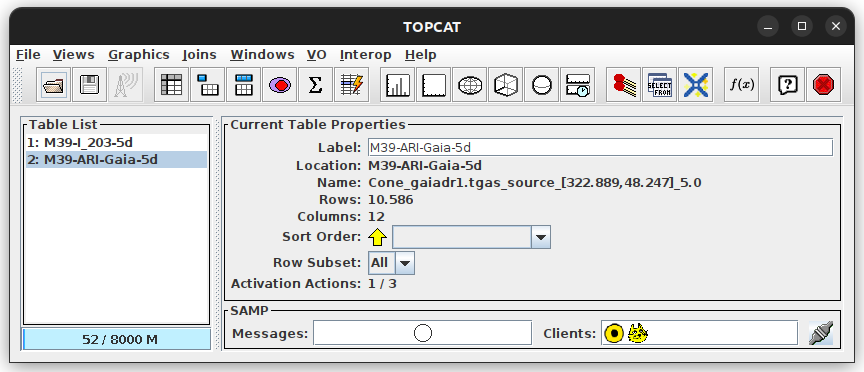 TOPCAT
File Views Graphics Joins Windows VO Interop Help
Σ SELECT FROM f(x) ?
Table List
1: M39-I_203-5d
2: M39-ARI-Gaia-5d
52 / 8000 M
Current Table Properties
Label: M39-ARI-Gaia-5d
Location: M39-ARI-Gaia-5d
Name: Cone_gaiadr1.tgas_source_[322.889,48.247]_5.0
Rows: 10.586
Columns: 12
Sort Order:
Row Subset: All
Activation Actions: 1 / 3
SAMP
Messages: Clients: